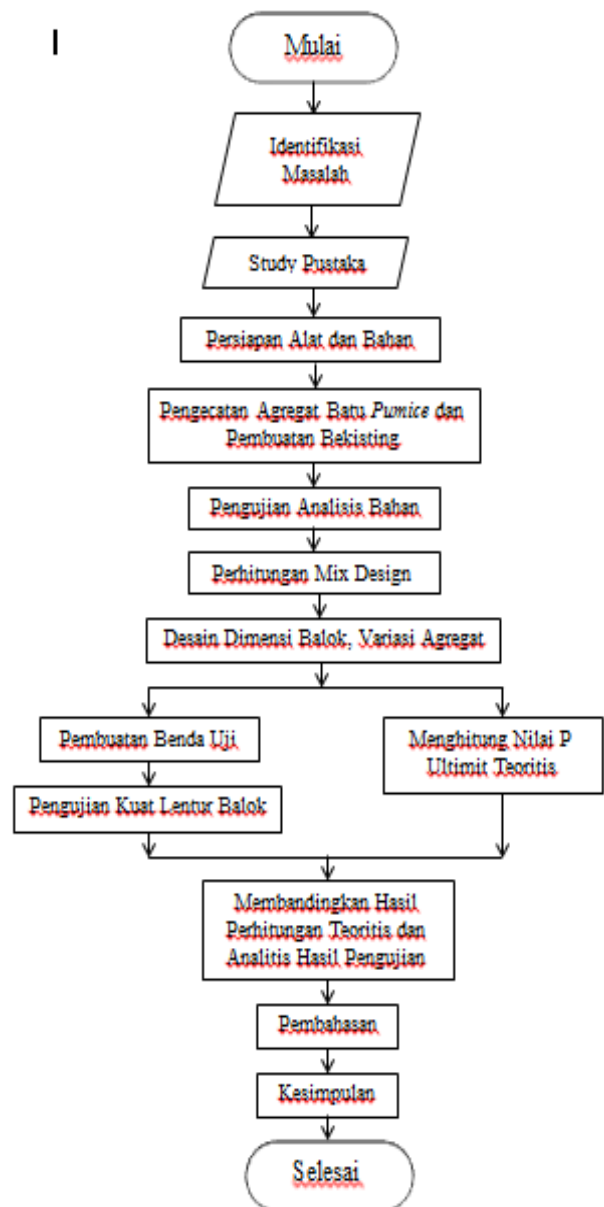 Mulai
Identifikasi
Masalah
Study Pustaka
Persiapan Alat dan Bahan
Pengecatan Agregat Batu Pumice dan
Pembuatan Bekisting
Pengujian Analisis Bahan
Perhitungan Mix Design
Desain Dimensi Balok, Variasi Agregat
Pembuatan Benda Uji
Pengujian Kuat Lentur Balok
Menghitung Nilai P
Ultimit Teoritis
Membandingkan Hasil
Perhitungan Teoritis dan
Analitis Hasil Pengujian
Pembahasan
Kesimpulan
Selesai